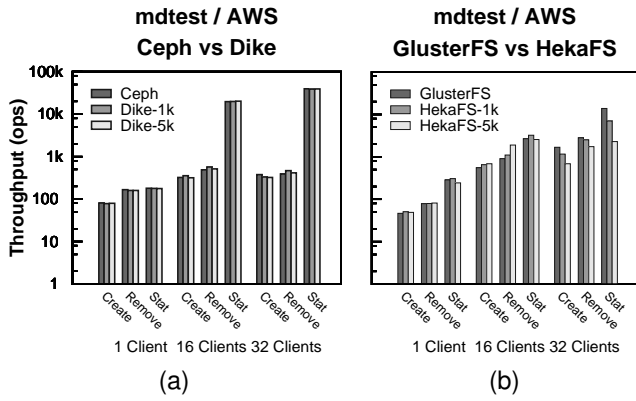 mdtest / AWS
Ceph vs Dike
Throughput (ops)
100k
10k
1k
100
10
1
Ceph
Dike-1k
Dike-5k
Create
Remove
Stat
Create
Remove
Stat
Create
Remove
Stat
1 Client 16 Clients 32 Clients
(a)
mdtest / AWS
GlusterFS vs HekaFS
GlusterFS
HekaFS-1k
HekaFS-5k
Create
Remove
Stat
Create
Remove
Stat
Create
Remove
Stat
1 Client 16 Clients 32 Clients
(b)